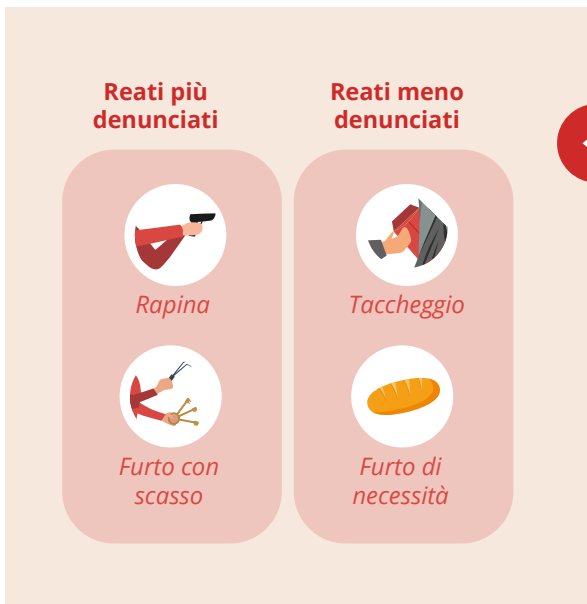 Reati più
denunciati
Rapina
Furto con
scasso
Reati meno
denunciati
Taccheggio
Furto di
necessità